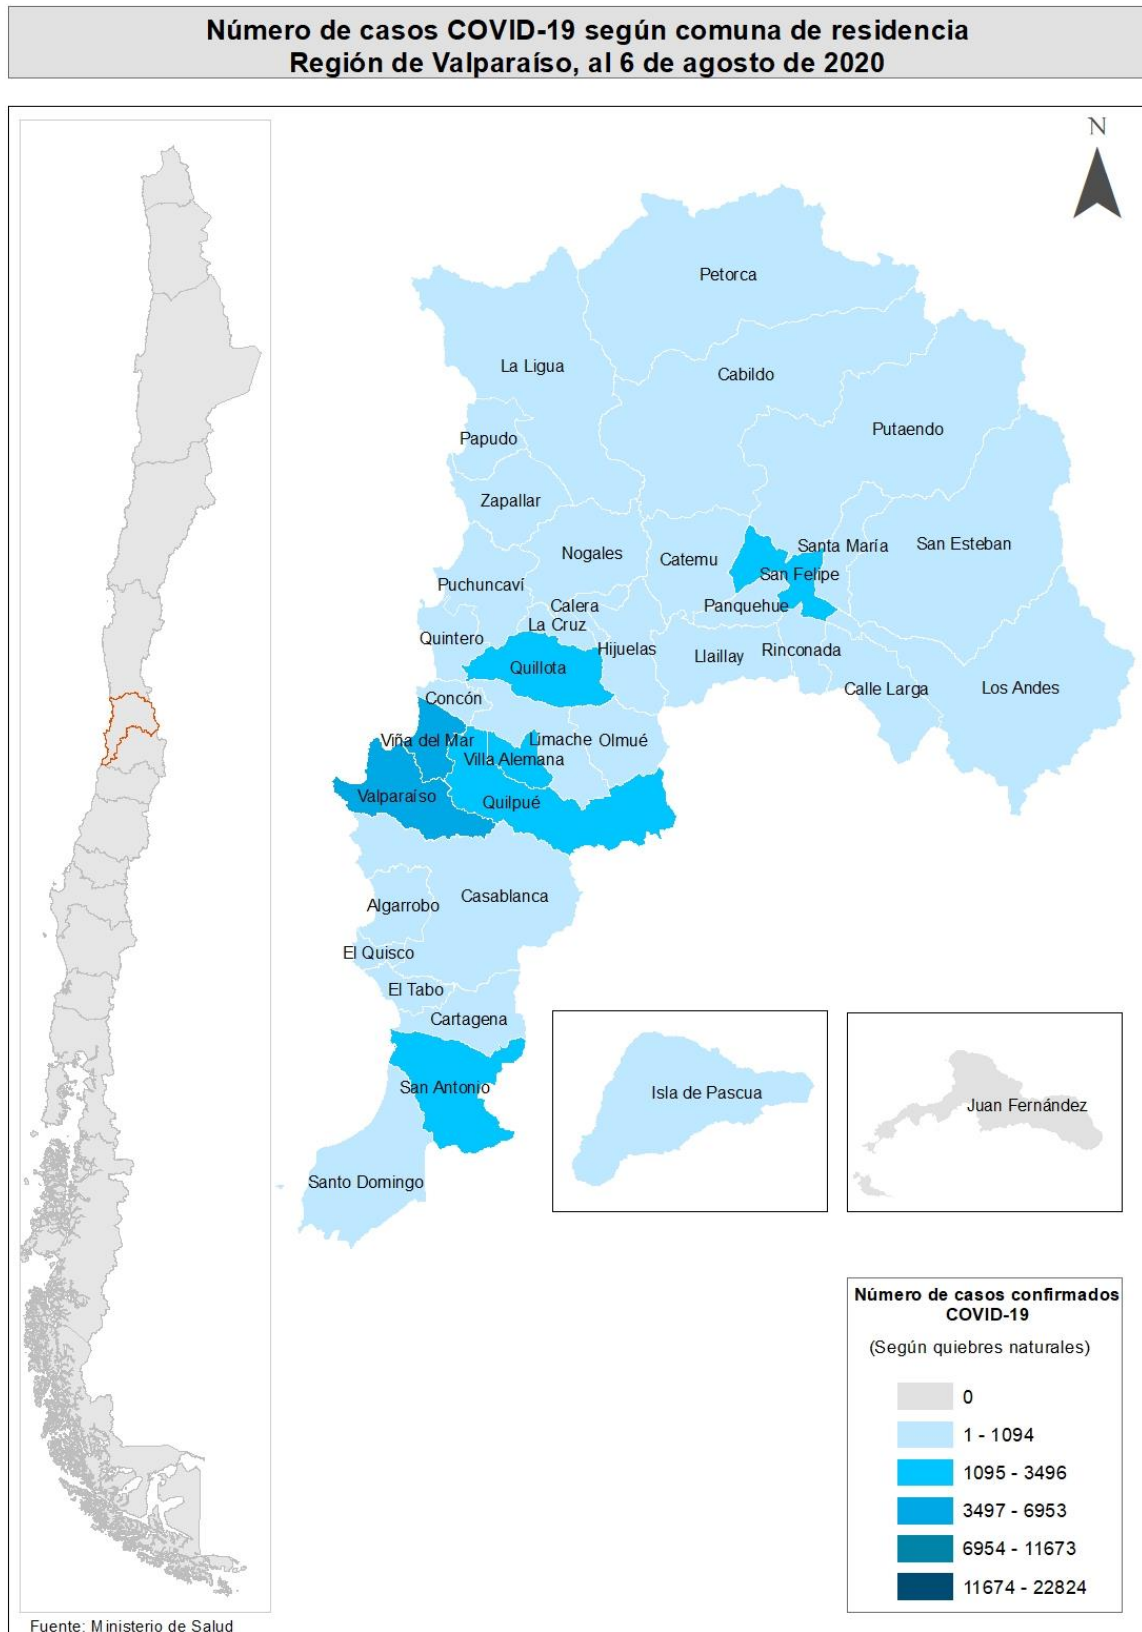 Número de casos COVID-19 según comuna de residencia
Región de Valparaíso, al 6 de agosto de 2020
N
Petorca
La Ligua
Cabildo
Putaendo
Papudo
Zapallar
Nogales
Catemu
Santa María
San Esteban
San Felipe
Puchuncaví
Calera
Panquehue
La Cruz
Quintero
Hijuelas
Llaillay
Rinconada
Quillota
Calle Larga
Los Andes
Concón
Viña del Mar
Limache
Olmué
Villa Alemana
Valparaíso
Quilpué
Casablanca
Algarrobo
El Quisco
El Tabo
Cartagena
San Antonio
Isla de Pascua
Juan Fernández
Santo Domingo
Número de casos confirmados
COVID-19
(Según quiebres naturales)
0
1 - 1094
1095 - 3496
3497 - 6953
6954 - 11673
11674 - 22824
Fuente: Ministerio de Salud